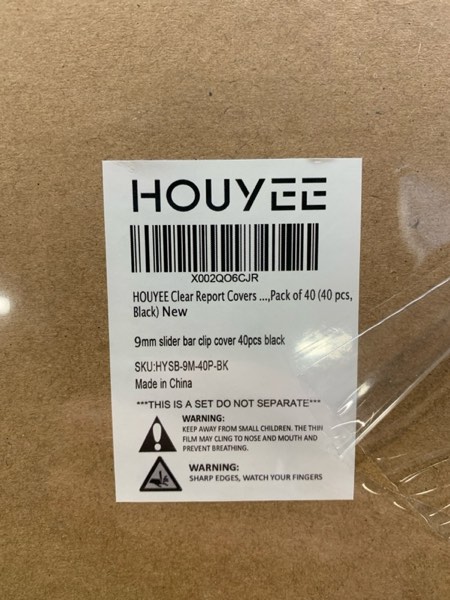 HOUYEE
X002QO6CJR
HOUYEE Clear Report Covers ...,Pack of 40 (40 pcs,
Black) New
9mm slider bar clip cover 40pcs black
SKU:HYSB-9M-40P-BK
Made in China
***THIS IS A SET DO NOT SEPARATE***
WARNING:
KEEP AWAY FROM SMALL CHILDREN. THE THIN
FILM MAY CLING TO NOSE AND MOUTH AND
PREVENT BREATHING.
WARNING:
SHARP EDGES, WATCH YOUR FINGERS